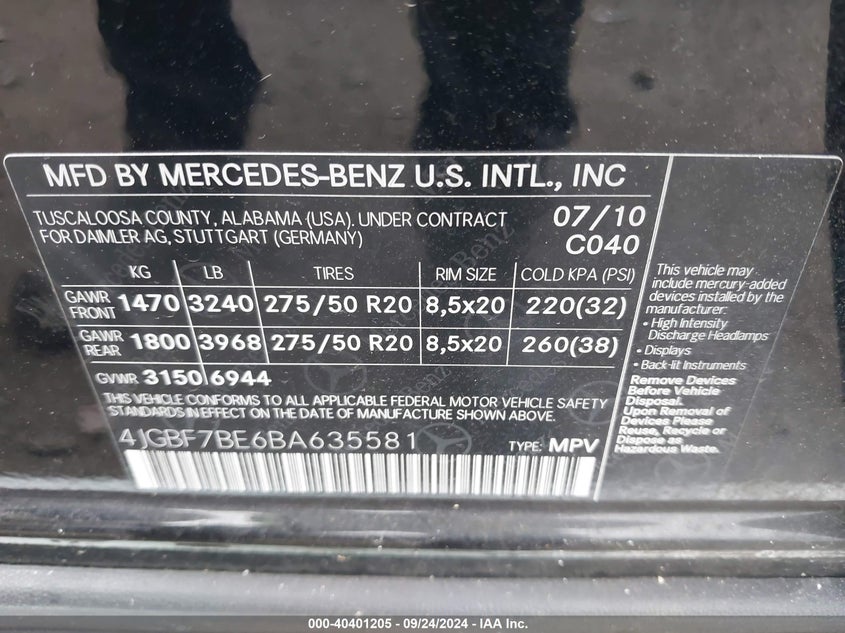 MFD BY MERCEDES-BENZ U.S. INTL., INC
TUSCALOOSA COUNTY, ALABAMA (USA). UNDER CONTRACT
FOR DAIMLER AG, STUTTGART (GERMANY)
07/10
C040
KG LB TIRES RIM SIZE COLD KPA (PSI)
GAWR FRONT 1470 3240 275/50 R20 8,5x20 220(32)
GAWR REAR 1800 3968 275/50 R20 8,5x20 260(38)
GVWR 3150 6944
THIS VEHICLE CONFORMS TO ALL APPLICABLE FEDERAL MOTOR VEHICLE SAFETY
STANDARDS IN EFFECT ON THE DATE OF MANUFACTURE SHOWN ABOVE.
4JGBF7BE6BA635581 TYPE: MPV
This vehicle may
include mercury-added
devices installed by the
manufacturer:
• High Intensity
Discharge Headlamps
• Displays
• Back-lit Instruments
Remove Devices
Before Vehicle
Disposal.
Upon Removal of
Devices Please
Reuse, Recycle or
Dispose as
Hazardous Waste.
000-40401205 - 09/24/2024 - IAA Inc.